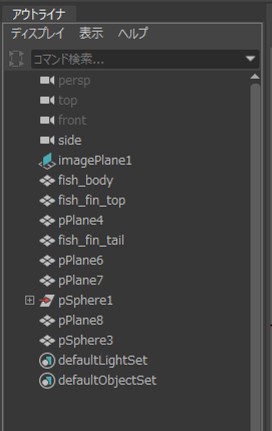 アウトライナ
ディスプレイ 表示 ヘルプ
コマンド検索...
persp
top
front
side
imagePlane1
fish_body
fish_fin_top
pPlane4
fish_fin_tail
pPlane6
pPlane7
pSphere1
pPlane8
pSphere3
defaultLightSet
defaultObjectSet